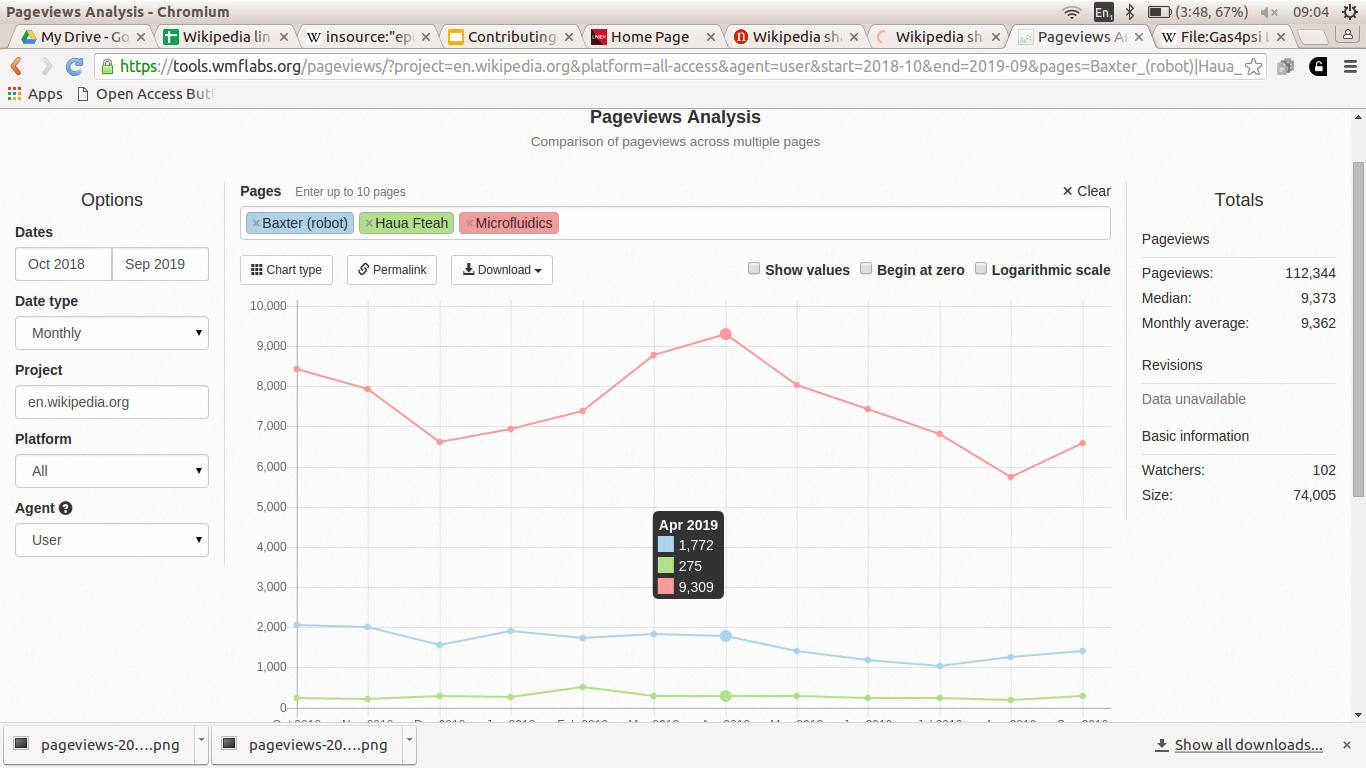 Pageviews Analysis - Chromium
En1 (3:48, 67%) 09:04
My Drive - Go
Wikipedia lin
insource:"epr
Contributing
Home Page
Wikipedia sha
Wikipedia sh
Pageviews An
File:Gas4psi l
https://tools.wmflabs.org/pageviews/?project=en.wikipedia.org&platform=all-access&agent=user&start=2018-10&end=2019-09&pages=Baxter_(robot)|Haua_
Apps Open Access But
Pageviews Analysis
Comparison of pageviews across multiple pages
Options
Dates
Oct 2018 Sep 2019
Date type
Monthly
Project
en.wikipedia.org
Platform
All
Agent ?
User
Pages Enter up to 10 pages
× Clear
×Baxter (robot) ×Haua Fteah ×Microfluidics
Chart type Permalink Download
Show values Begin at zero Logarithmic scale
10,000
9,000
8,000
7,000
6,000
5,000
4,000
3,000
2,000
1,000
0
Apr 2019
1,772
275
9,309
Totals
Pageviews
Pageviews: 112,344
Median: 9,373
Monthly average: 9,362
Revisions
Data unavailable
Basic information
Watchers: 102
Size: 74,005
pageviews-20....png
pageviews-20....png
Show all downloads...